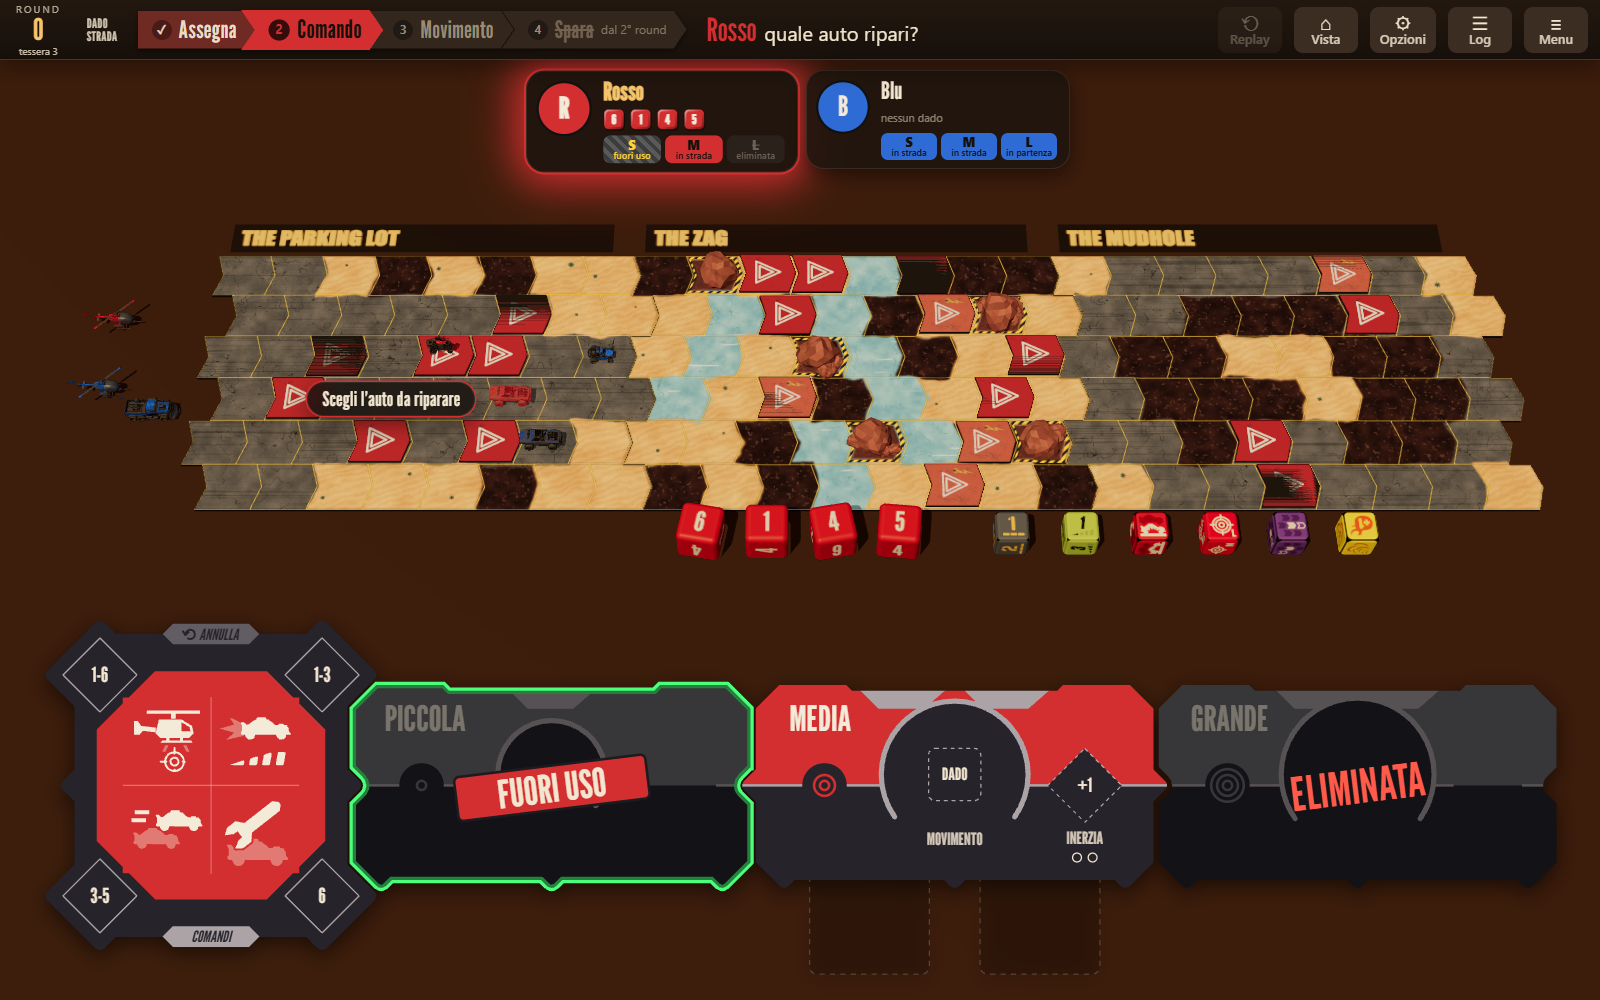 ROUND
0
tessera 3
DADO
STRADA
✓ Assegna
2 Comando
3 Movimento
4 Spara dal 2° round
Rosso quale auto ripari?
Replay
Vista
Opzioni
Log
Menu
R
Rosso
6 1 4 5
S
fuori uso
M
in strada
L
eliminata
B
Blu
nessun dado
S
in strada
M
in strada
L
in partenza
THE PARKING LOT
THE ZAG
THE MUDHOLE
Scegli l'auto da riparare
6 1 4 5
1 1
ANNULLA
1-6
1-3
3-5
6
COMANDI
PICCOLA
FUORI USO
MEDIA
DADO
MOVIMENTO
+1
INERZIA
GRANDE
ELIMINATA